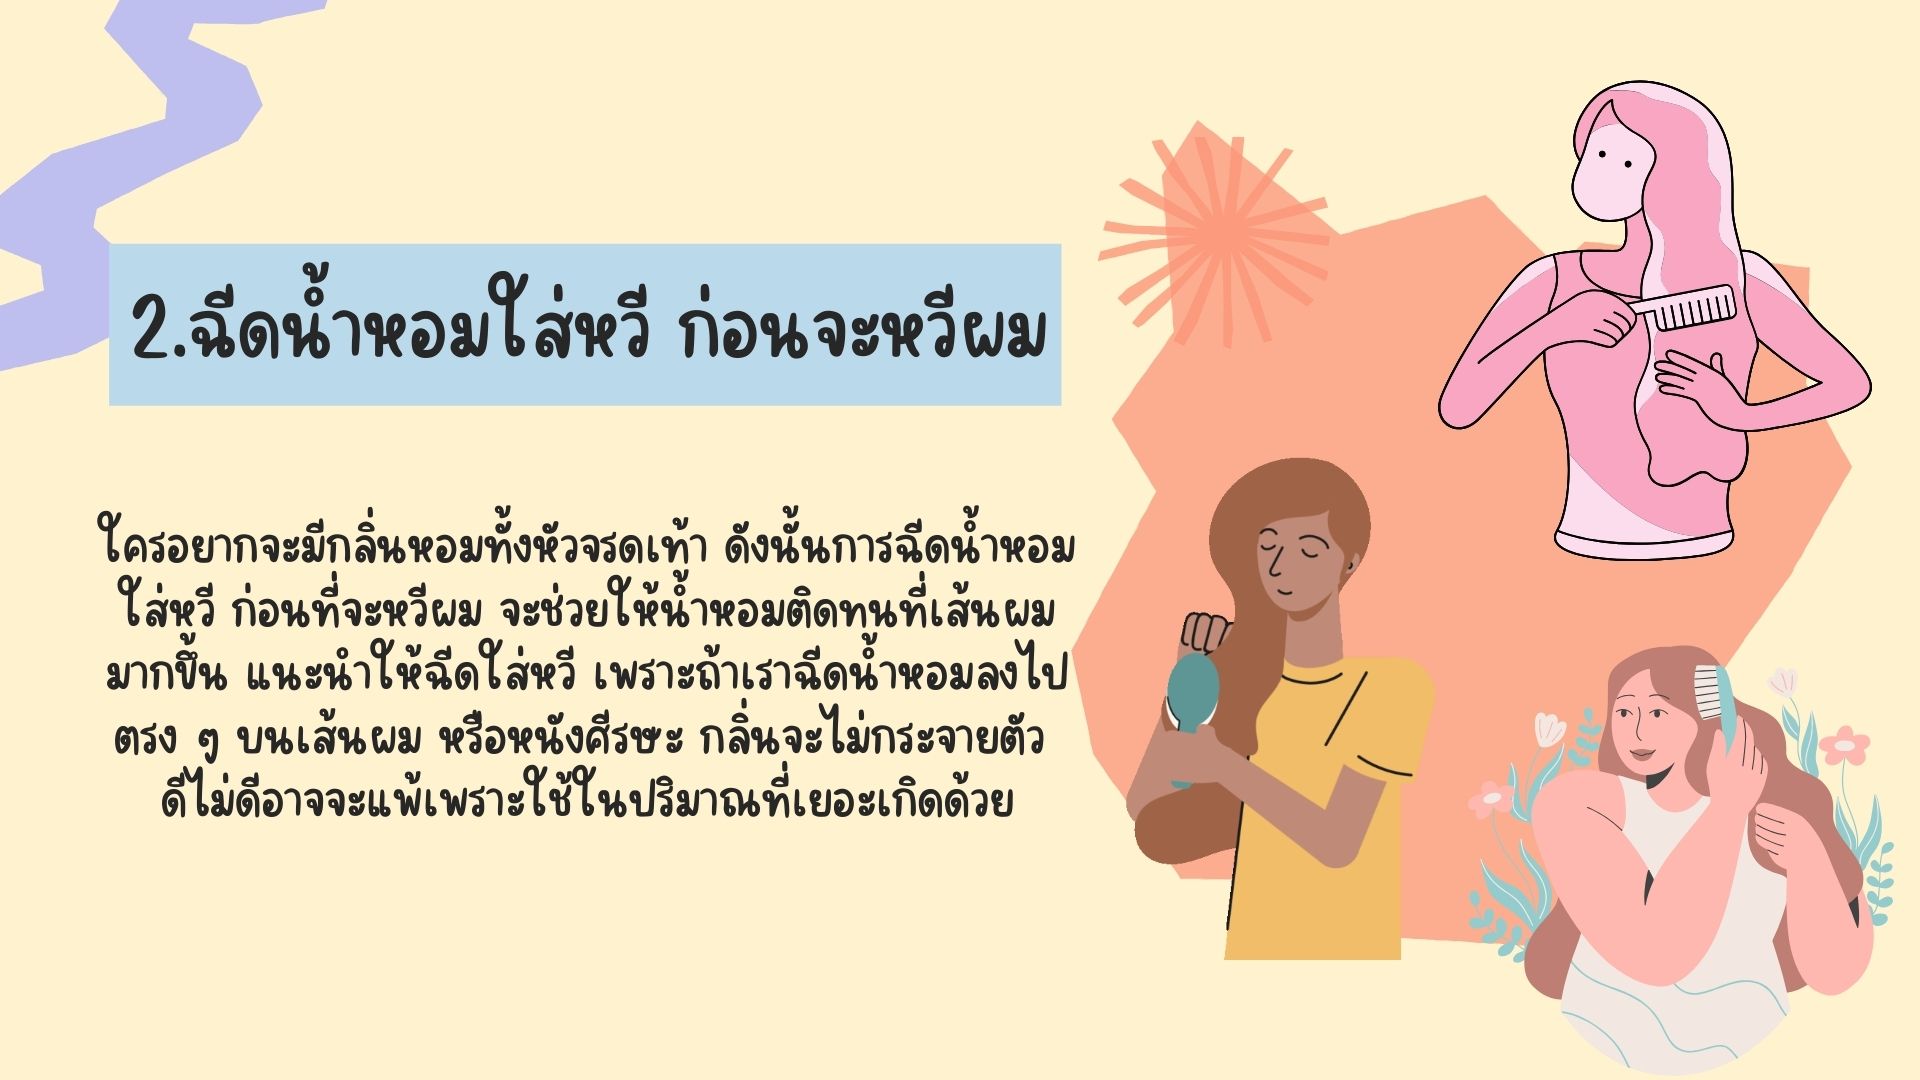 2.ฉีดน้ำหอมใส่หวี ก่อนจะหวีผม
ใครอยากจะมีกลิ่นหอมทั้งหัวจรดเท้า ดังนั้นการฉีดน้ำหอม
ใส่หวี ก่อนที่จะหวีผม จะช่วยให้น้ำหอมติดทนที่เส้นผม
มากขึ้น แนะนำให้ฉีดใส่หวี เพราะถ้าเราฉีดน้ำหอมลงไป
ตรง ๆ บนเส้นผม หรือหนังศีรษะ กลิ่นจะไม่กระจายตัว
ดีไม่ดีอาจจะแพ้เพราะใช้ในปริมาณที่เยอะเกิดด้วย